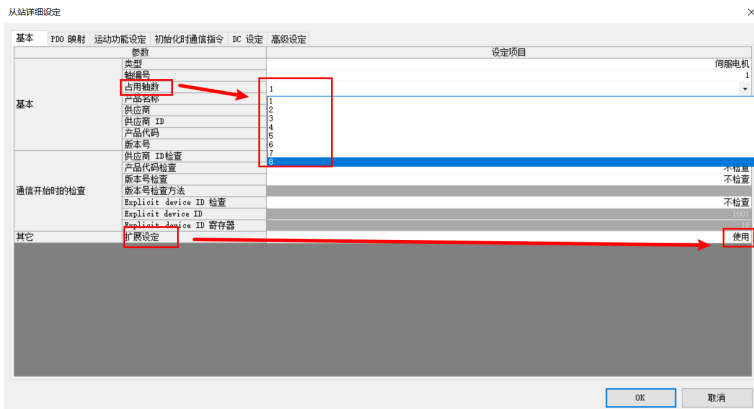 从站详细设定
基本 PDO 映射 运动功能设定 初始化时通信指令 DC 设定 高级设定
参数 设定项目
基本
类型 伺服电机
轴编号 1
占用轴数 1
产品名称
供应商
供应商 ID
产品代码
版本号
1
2
3
4
5
6
7
8
通信开始时的检查
供应商 ID检查
产品代码检查 不检查
版本号检查 不检查
版本号检查方法
Explicit device ID 检查 不检查
Explicit device ID 1001
Explicit device ID 寄存器
其它 扩展设定 使用
OK 取消